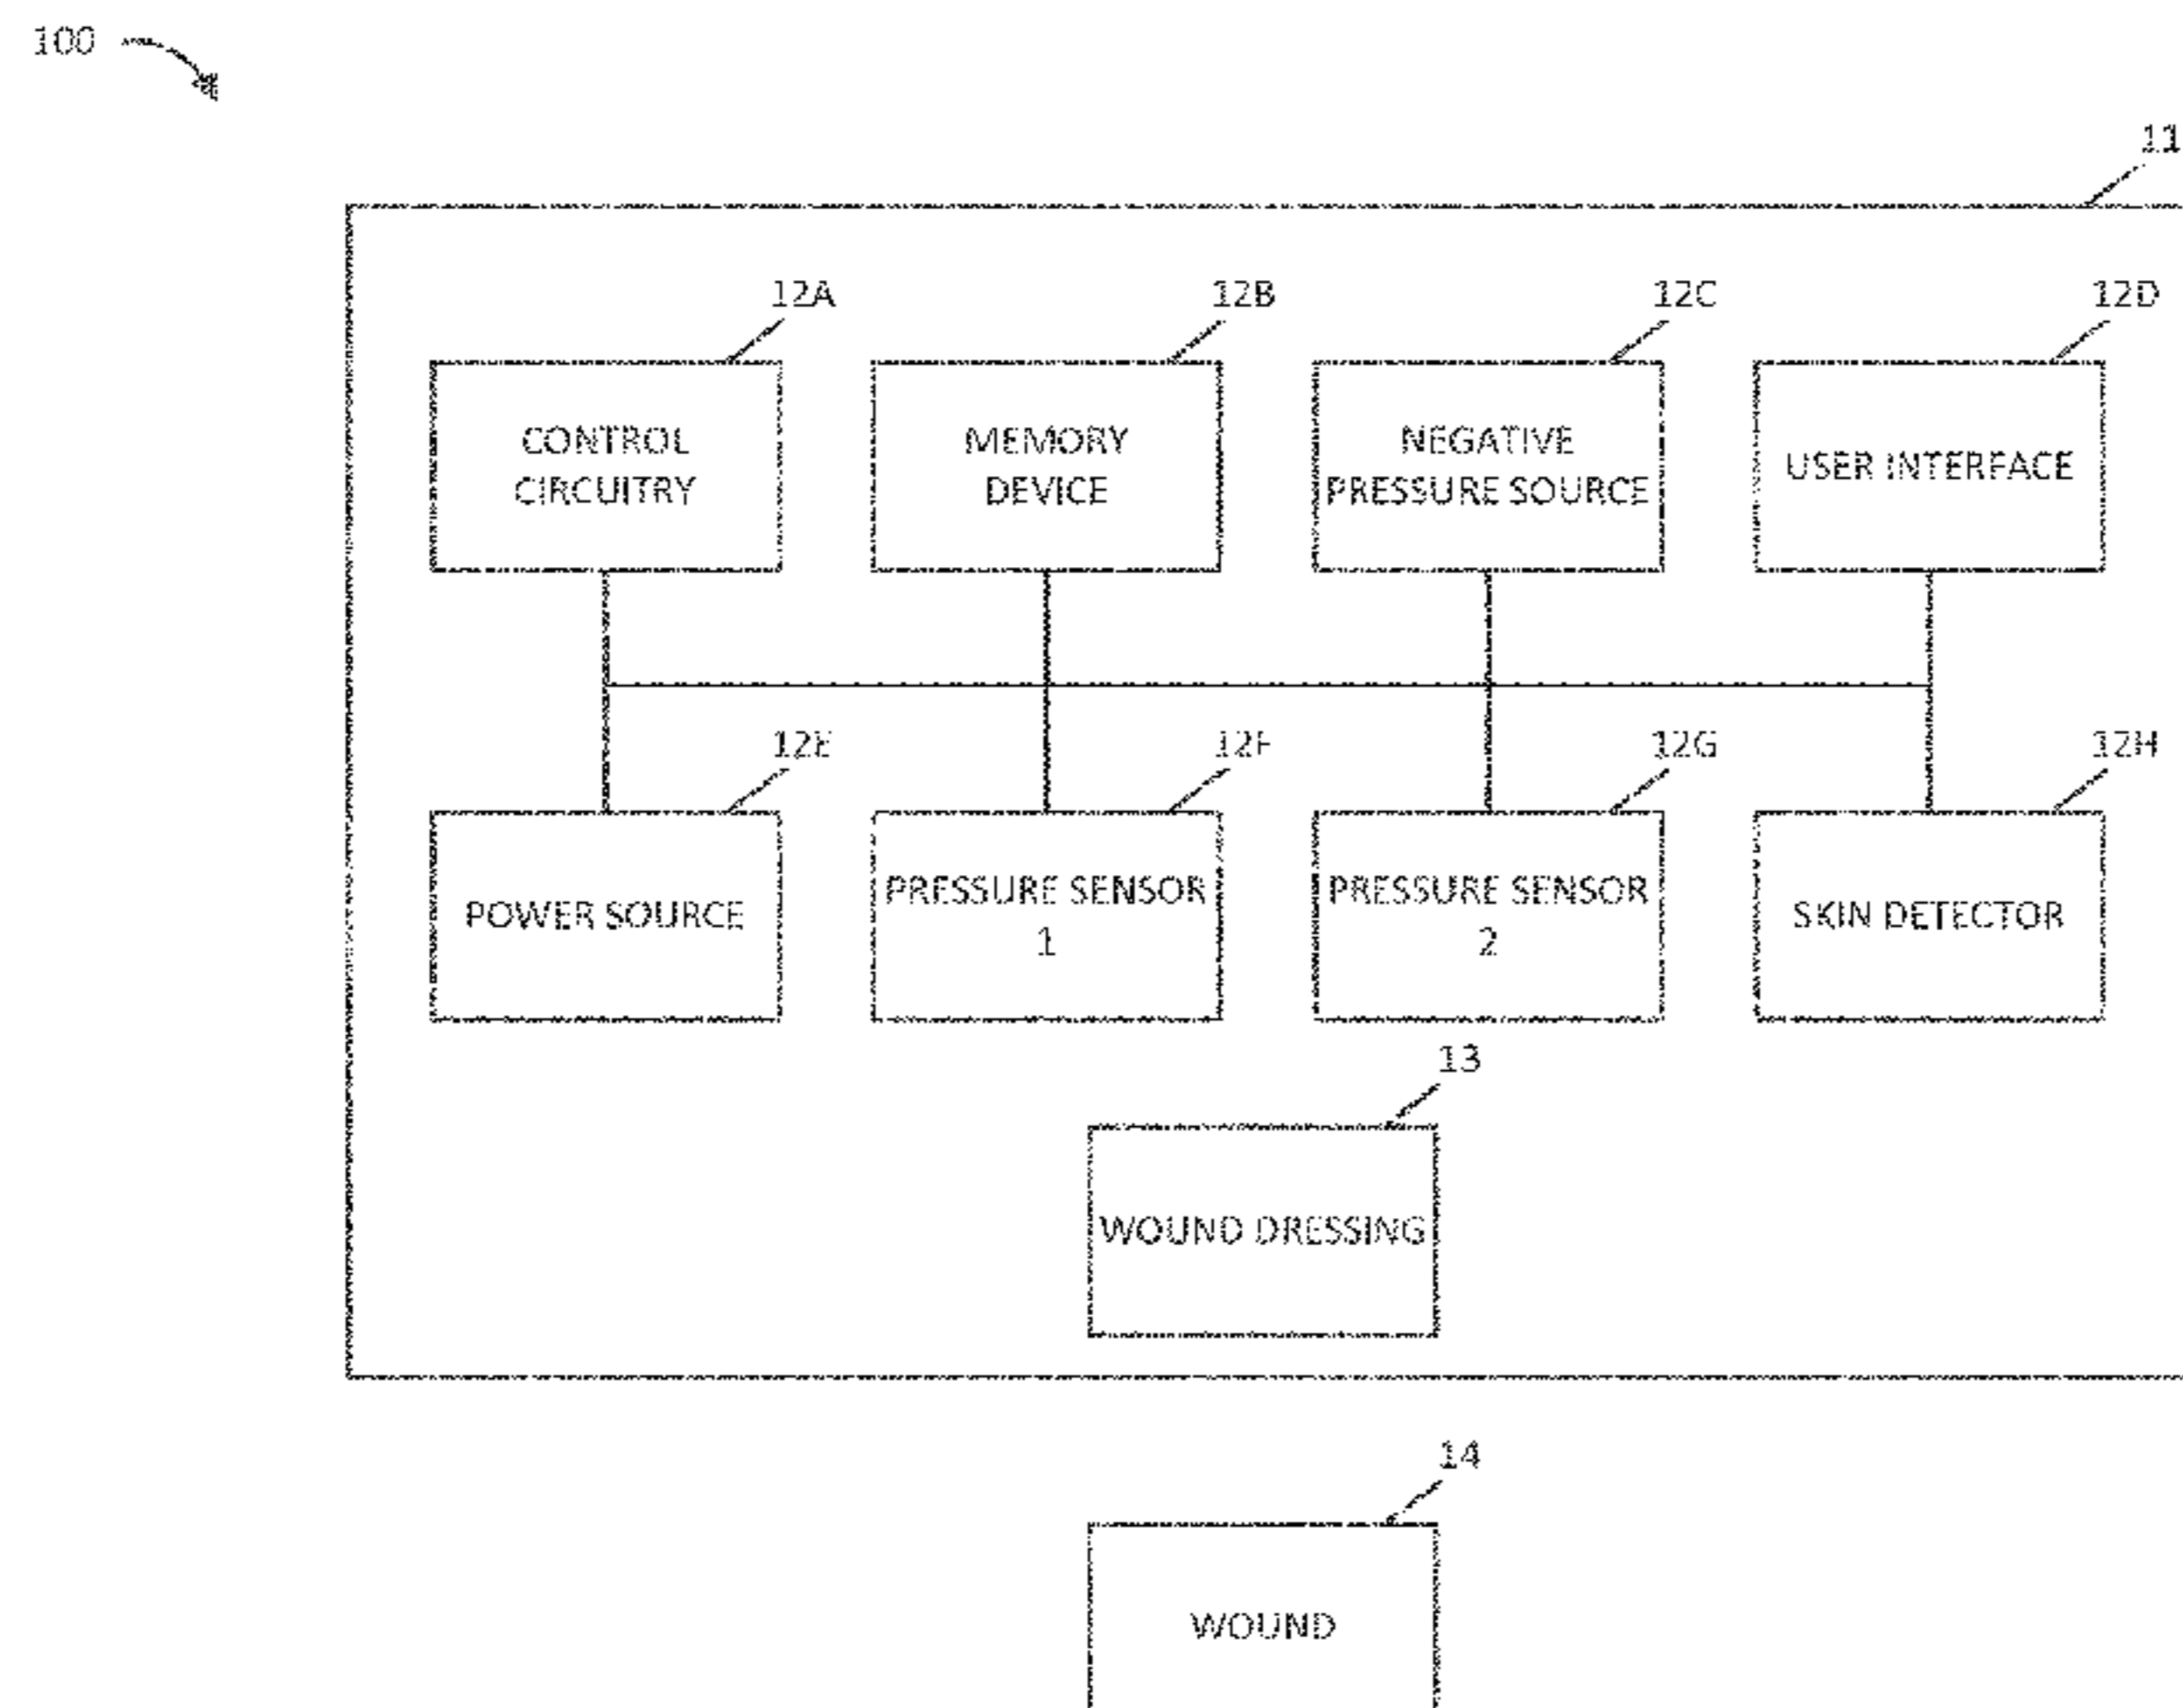 100
11
12A
12B
12C
12D
CONTROL
CIRCUITRY
MEMORY
DEVICE
NEGATIVE
PRESSURE SOURCE
USER INTERFACE
12E
12F
12G
12H
POWER SOURCE
PRESSURE SENSOR
1
PRESSURE SENSOR
2
SKIN DETECTOR
13
WOUND DRESSING
14
WOUND